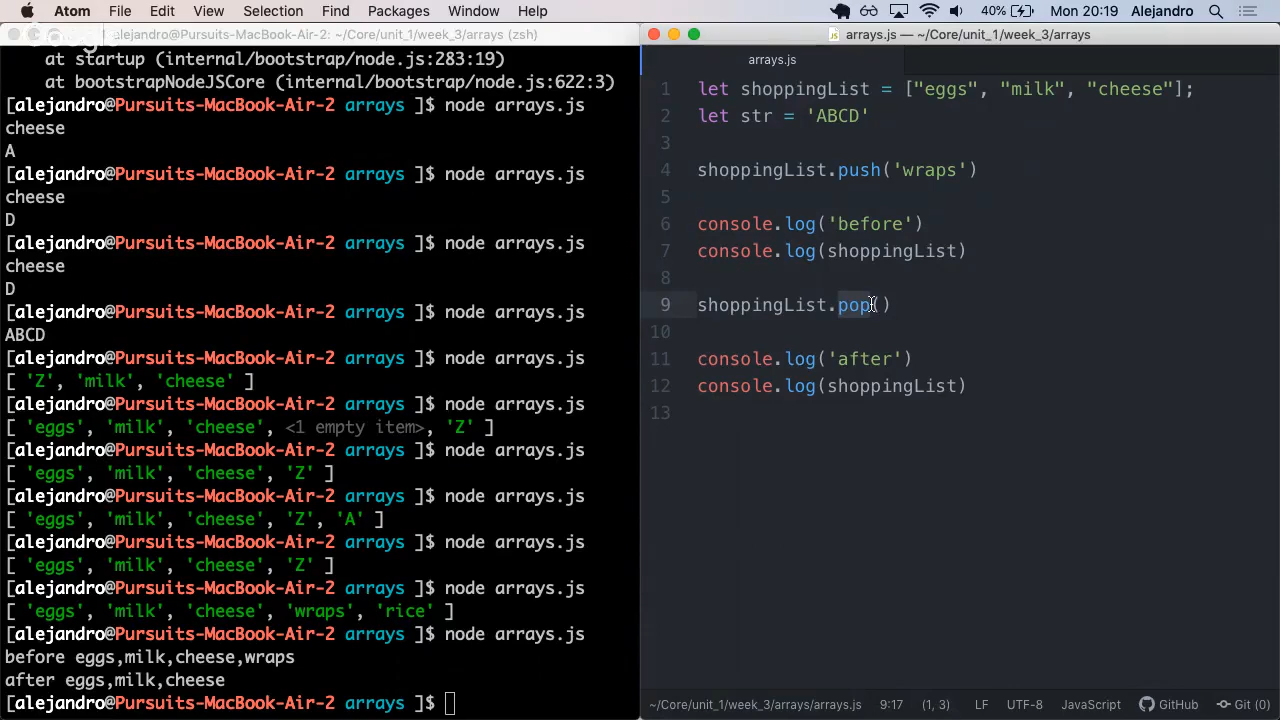 Atom File Edit View Selection Find Packages Window Help 40% Mon 20:19 Alejandro
alejandro@Pursuits-MacBook-Air-2: ~/Core/unit_1/week_3/arrays (zsh)
at startup (internal/bootstrap/node.js:283:19)
at bootstrapNodeJSCore (internal/bootstrap/node.js:622:3)
[alejandro@Pursuits-MacBook-Air-2 arrays ]$ node arrays.js
cheese
A
[alejandro@Pursuits-MacBook-Air-2 arrays ]$ node arrays.js
cheese
D
[alejandro@Pursuits-MacBook-Air-2 arrays ]$ node arrays.js
cheese
D
[alejandro@Pursuits-MacBook-Air-2 arrays ]$ node arrays.js
ABCD
[alejandro@Pursuits-MacBook-Air-2 arrays ]$ node arrays.js
[ 'Z', 'milk', 'cheese' ]
[alejandro@Pursuits-MacBook-Air-2 arrays ]$ node arrays.js
[ 'eggs', 'milk', 'cheese', <1 empty item>, 'Z' ]
[alejandro@Pursuits-MacBook-Air-2 arrays ]$ node arrays.js
[ 'eggs', 'milk', 'cheese', 'Z' ]
[alejandro@Pursuits-MacBook-Air-2 arrays ]$ node arrays.js
[ 'eggs', 'milk', 'cheese', 'Z', 'A' ]
[alejandro@Pursuits-MacBook-Air-2 arrays ]$ node arrays.js
[ 'eggs', 'milk', 'cheese', 'Z' ]
[alejandro@Pursuits-MacBook-Air-2 arrays ]$ node arrays.js
[ 'eggs', 'milk', 'cheese', 'wraps', 'rice' ]
[alejandro@Pursuits-MacBook-Air-2 arrays ]$ node arrays.js
before eggs,milk,cheese,wraps
after eggs,milk,cheese
[alejandro@Pursuits-MacBook-Air-2 arrays ]$
arrays.js — ~/Core/unit_1/week_3/arrays
arrays.js
1 let shoppingList = ["eggs", "milk", "cheese"];
2 let str = 'ABCD'
3
4 shoppingList.push('wraps')
5
6 console.log('before')
7 console.log(shoppingList)
8
9 shoppingList.pop()
10
11 console.log('after')
12 console.log(shoppingList)
13
~/Core/unit_1/week_3/arrays/arrays.js 9:17 (1, 3) LF UTF-8 JavaScript GitHub Git (0)